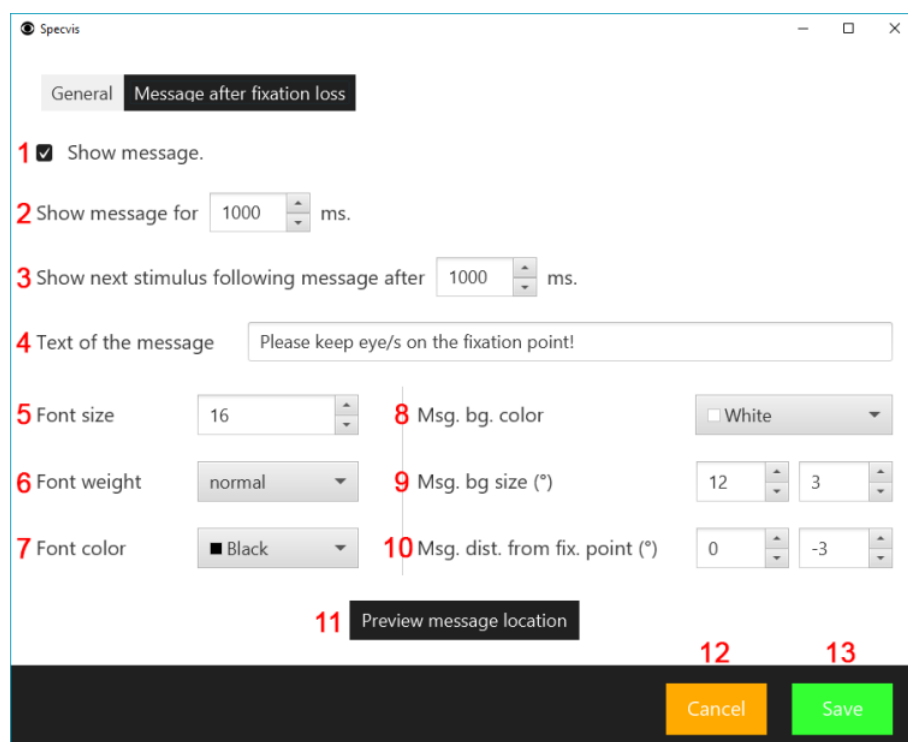 Specvis
General Message after fixation loss
1 Show message.
2 Show message for 1000 ms.
3 Show next stimulus following message after 1000 ms.
4 Text of the message Please keep eye/s on the fixation point!
5 Font size 16 8 Msg. bg. color White
6 Font weight normal 9 Msg. bg size (°) 12 3
7 Font color Black 10 Msg. dist. from fix. point (°) 0 -3
11 Preview message location
12 13
Cancel Save